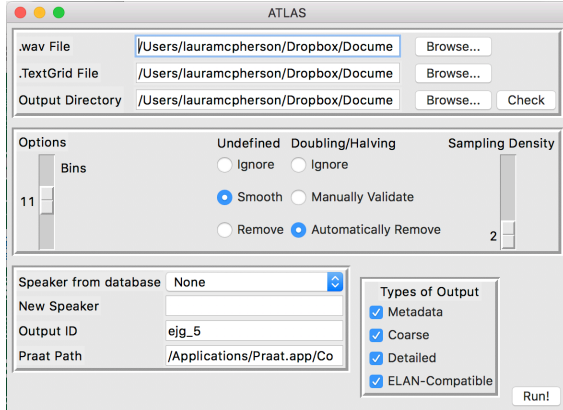 ATLAS
.wav File /Users/lauramcpherson/Dropbox/Docume Browse...
.TextGrid File /Users/lauramcpherson/Dropbox/Docume Browse...
Output Directory /Users/lauramcpherson/Dropbox/Docume Browse... Check
Options Undefined Doubling/Halving Sampling Density
Bins Ignore Ignore
11 Smooth Manually Validate
Remove Automatically Remove 2
Speaker from database None
New Speaker
Output ID ejg_5
Praat Path /Applications/Praat.app/Co
Types of Output
Metadata
Coarse
Detailed
ELAN-Compatible
Run!